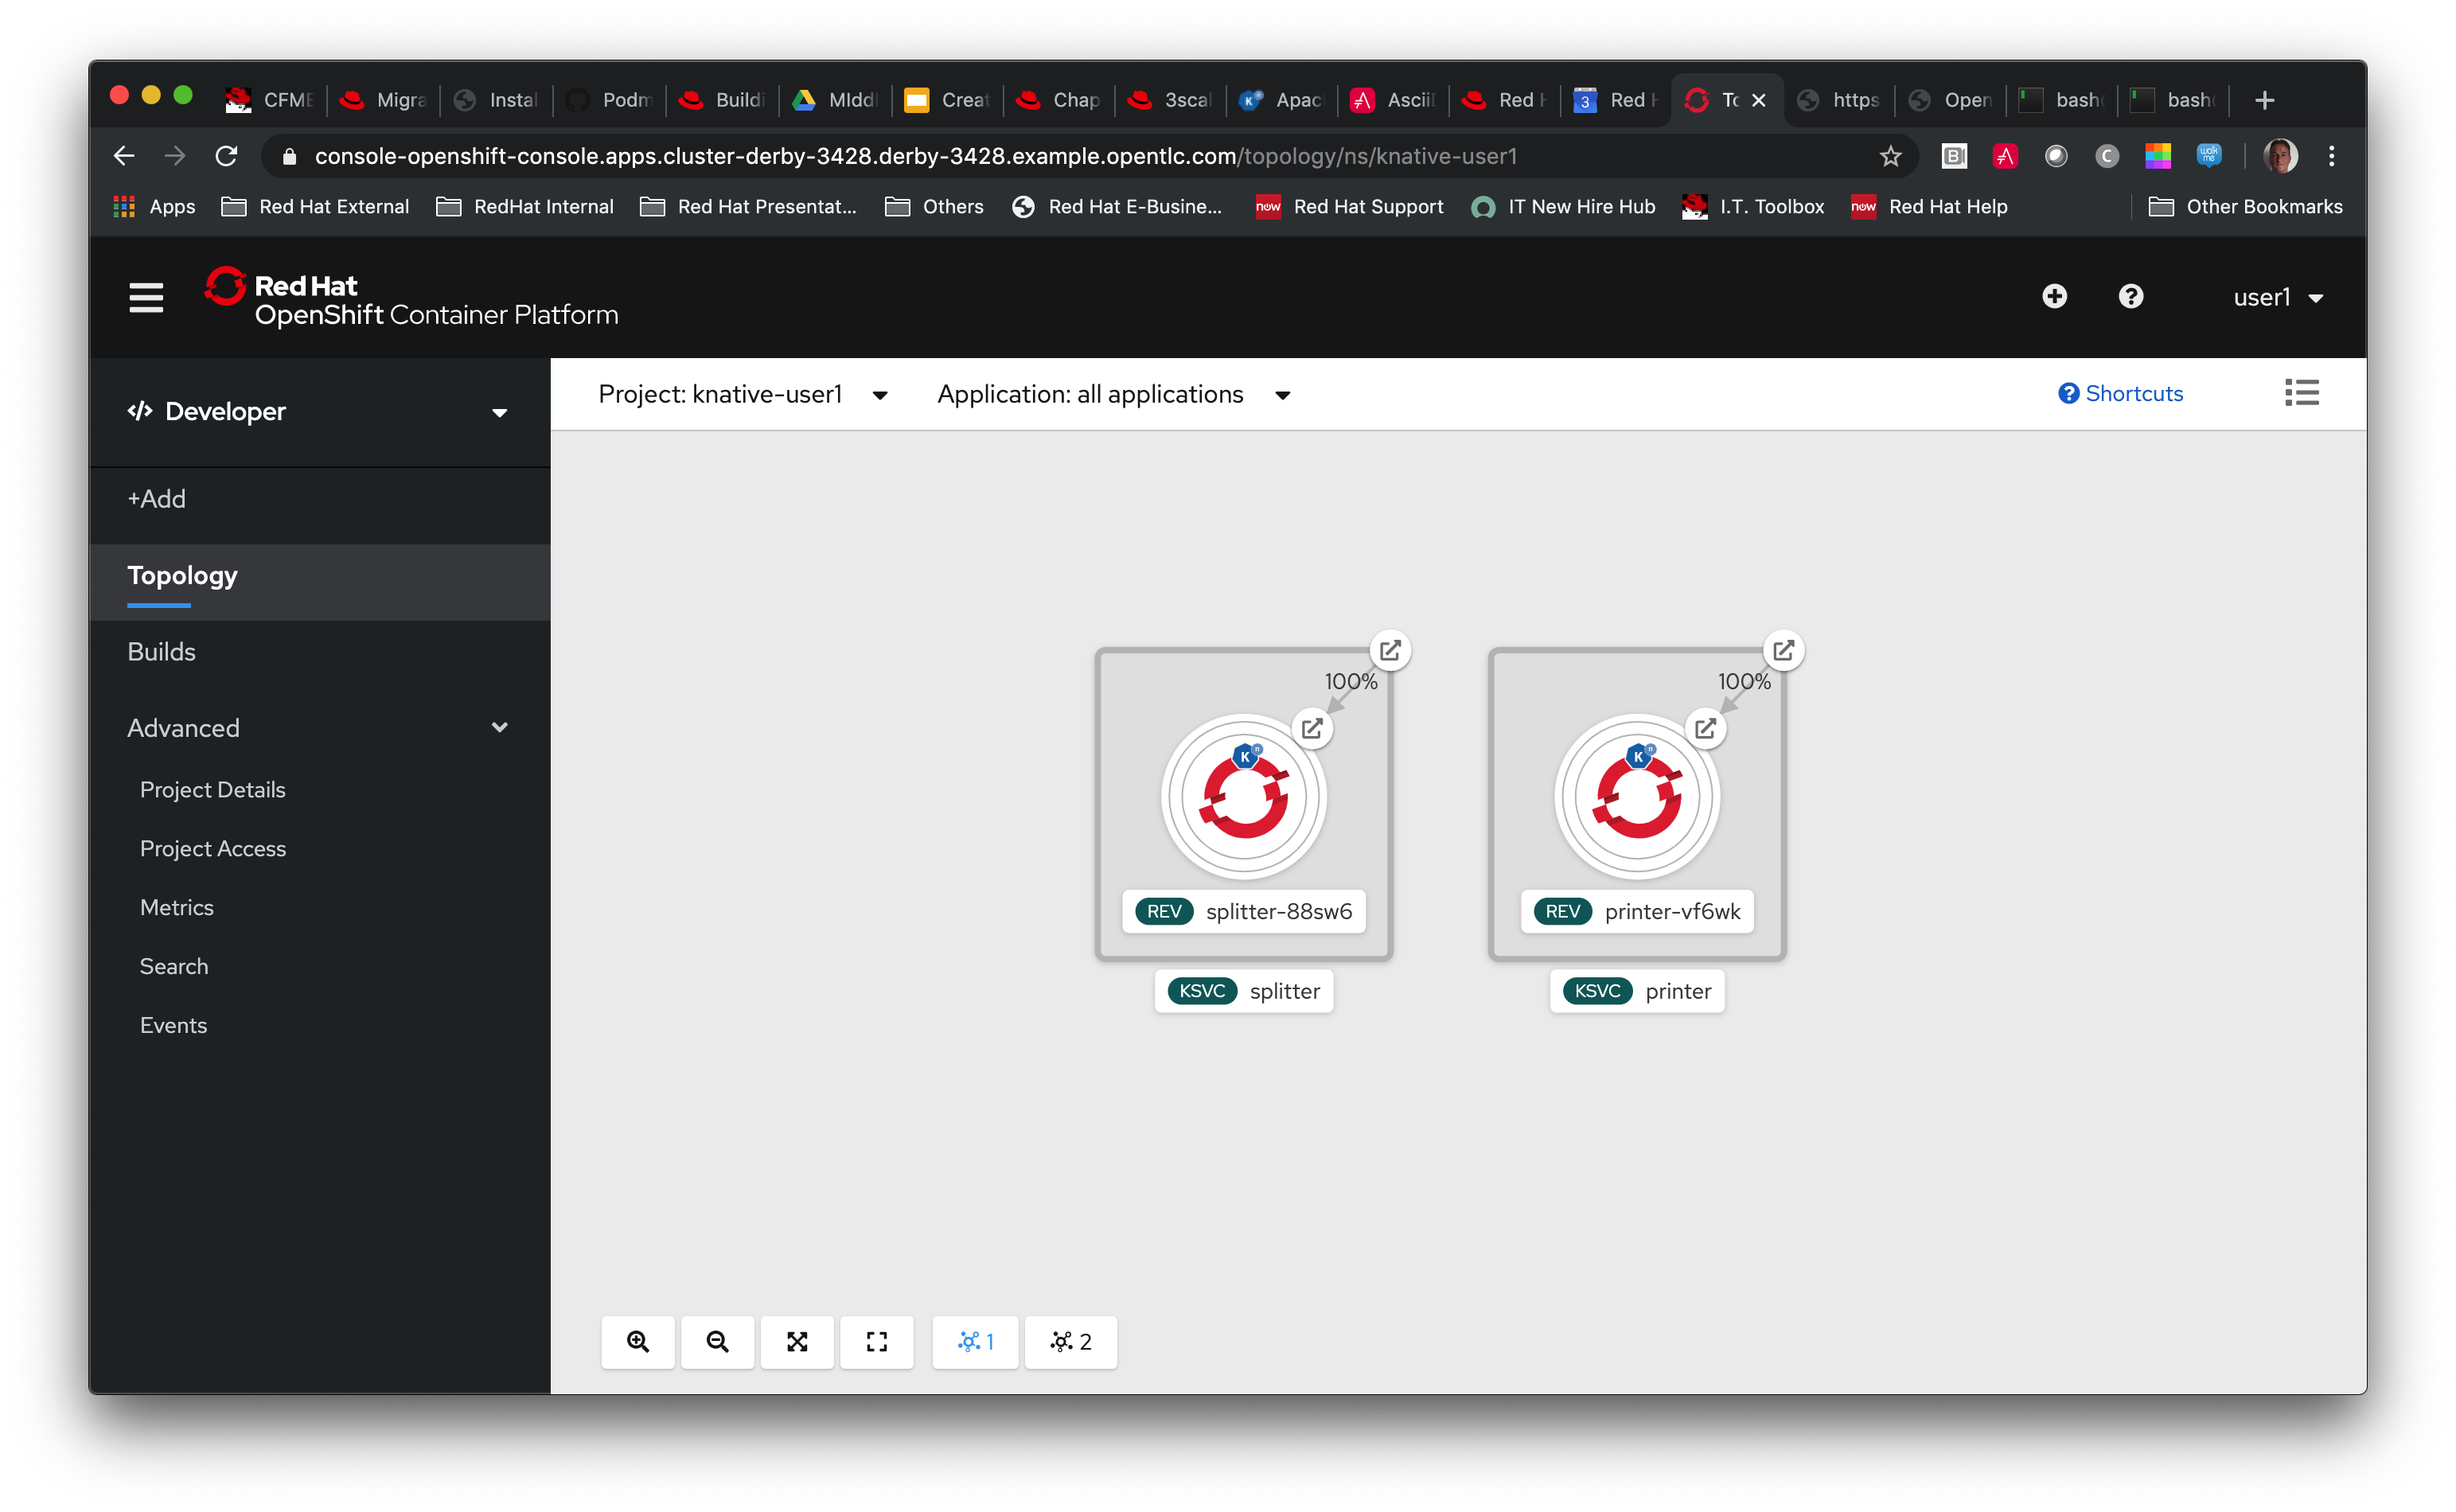 CFME Migra Instal Podm Buildi MIddl Creat Chap 3scal Apac Ascii Red H 3 Red H To https Open bash bash
console-openshift-console.apps.cluster-derby-3428.derby-3428.example.opentlc.com/topology/ns/knative-user1
B C walk me
Apps Red Hat External RedHat Internal Red Hat Presentat... Others Red Hat E-Busine... now Red Hat Support IT New Hire Hub I.T. Toolbox now Red Hat Help Other Bookmarks
Red Hat
OpenShift Container Platform
user1
Developer
Project: knative-user1 Application: all applications Shortcuts
+Add
Topology
Builds
Advanced
Project Details
Project Access
Metrics
Search
Events
100%
K n
REV splitter-88sw6
KSVC splitter
100%
K n
REV printer-vf6wk
KSVC printer
1 2